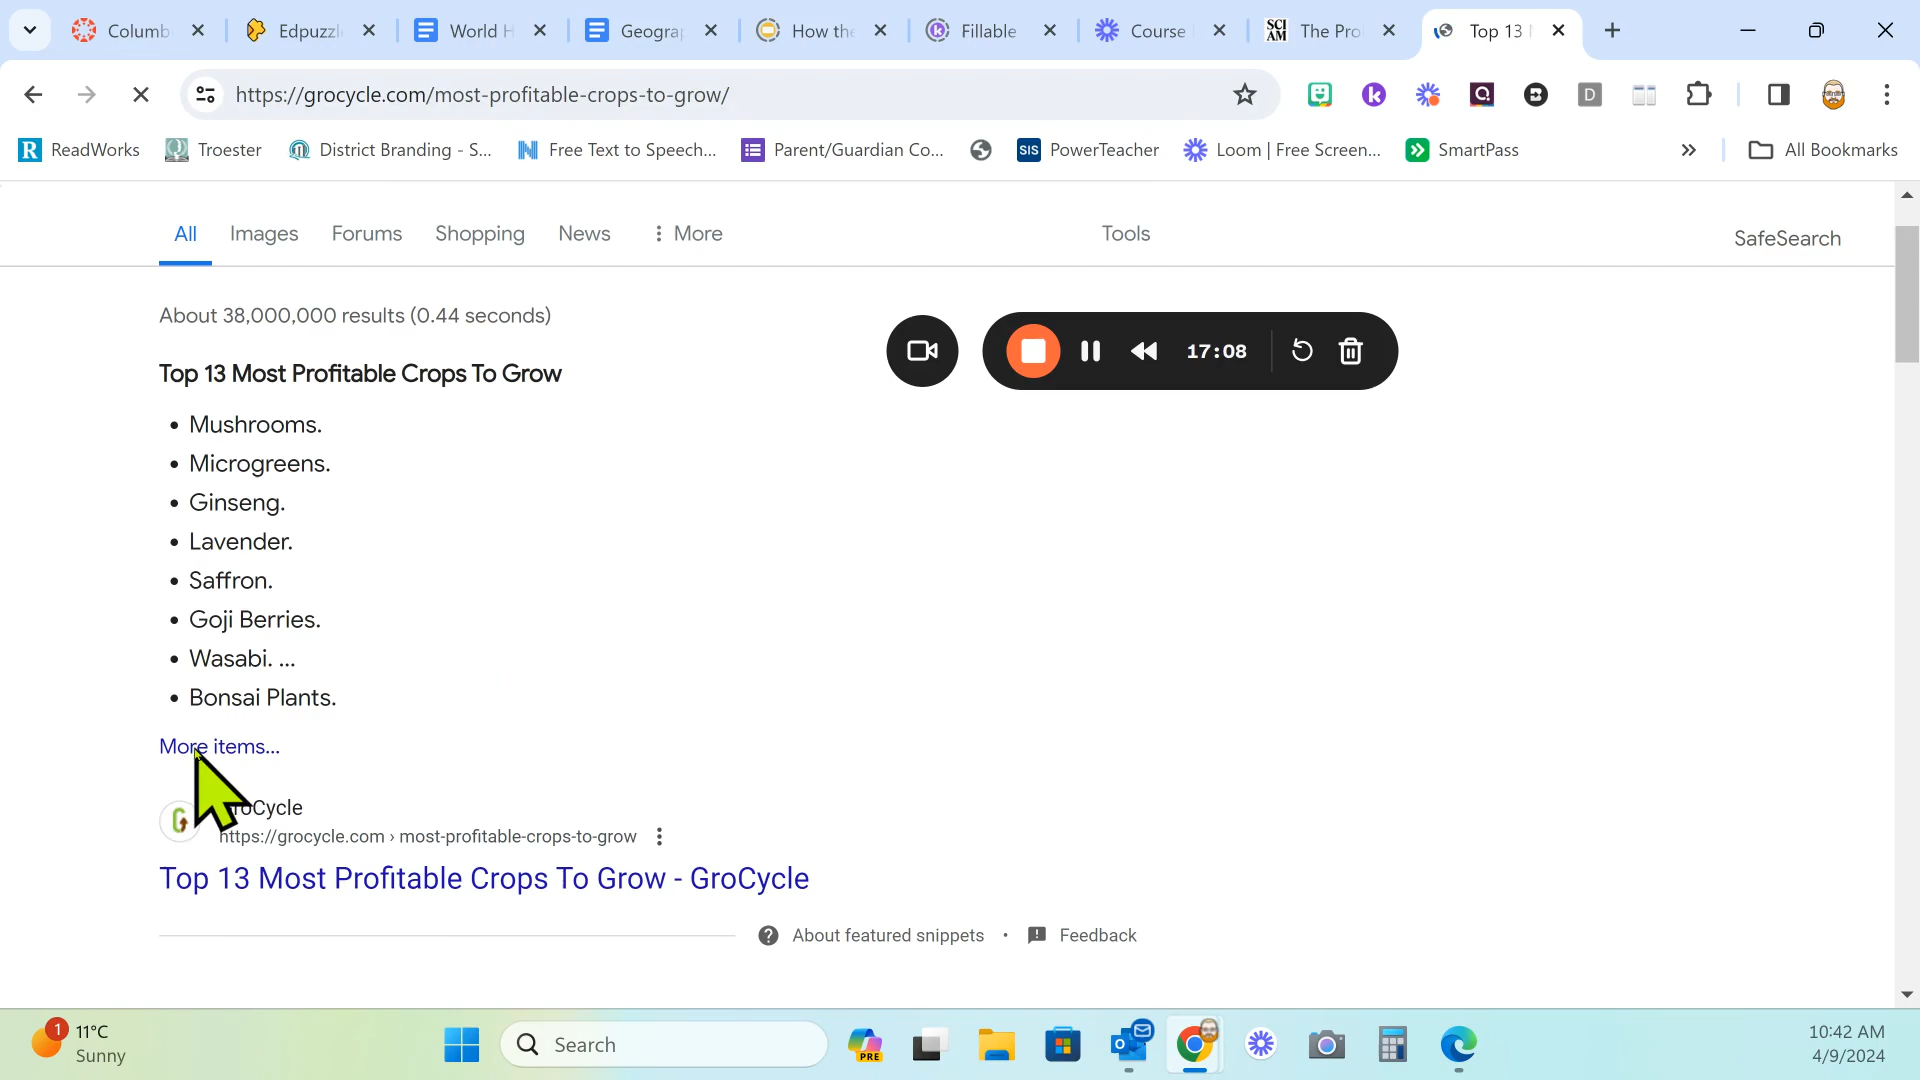 Columb
Edpuzzl
World H
Geogra
How the
Fillable
Course
The Pro
Top 13
https://grocycle.com/most-profitable-crops-to-grow/
ReadWorks
Troester
District Branding - S...
Free Text to Speech...
Parent/Guardian Co...
SIS
PowerTeacher
Loom | Free Screen...
SmartPass
All Bookmarks
All
Images
Forums
Shopping
News
More
Tools
SafeSearch
About 38,000,000 results (0.44 seconds)
17:08
Top 13 Most Profitable Crops To Grow
Mushrooms.
Microgreens.
Ginseng.
Lavender.
Saffron.
Goji Berries.
Wasabi. ...
Bonsai Plants.
More items...
roCycle
https://grocycle.com › most-profitable-crops-to-grow
Top 13 Most Profitable Crops To Grow - GroCycle
About featured snippets
Feedback
1
11°C
Sunny
Search
PRE
10:42 AM
4/9/2024